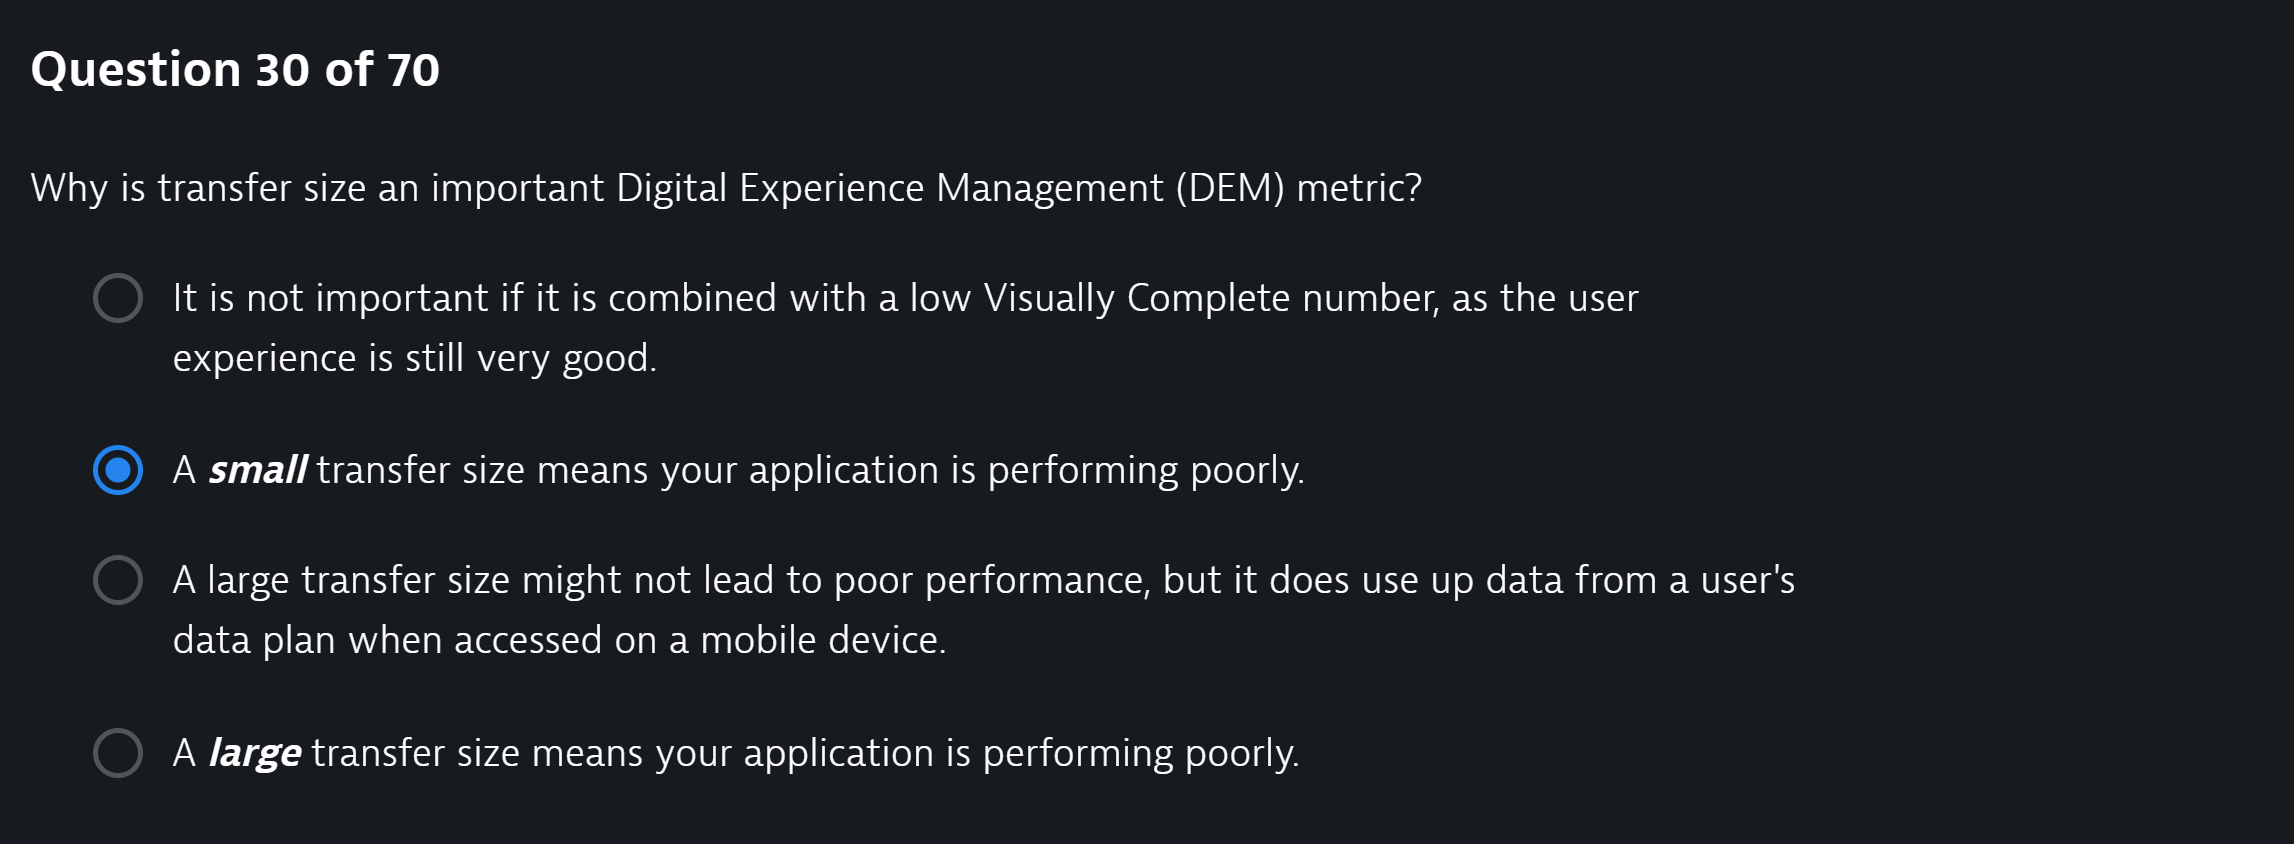 Question 30 of 70
Why is transfer size an important Digital Experience Management (DEM) metric?
It is not important if it is combined with a low Visually Complete number, as the user
experience is still very good.
A small transfer size means your application is performing poorly.
A large transfer size might not lead to poor performance, but it does use up data from a user's
data plan when accessed on a mobile device.
A large transfer size means your application is performing poorly.